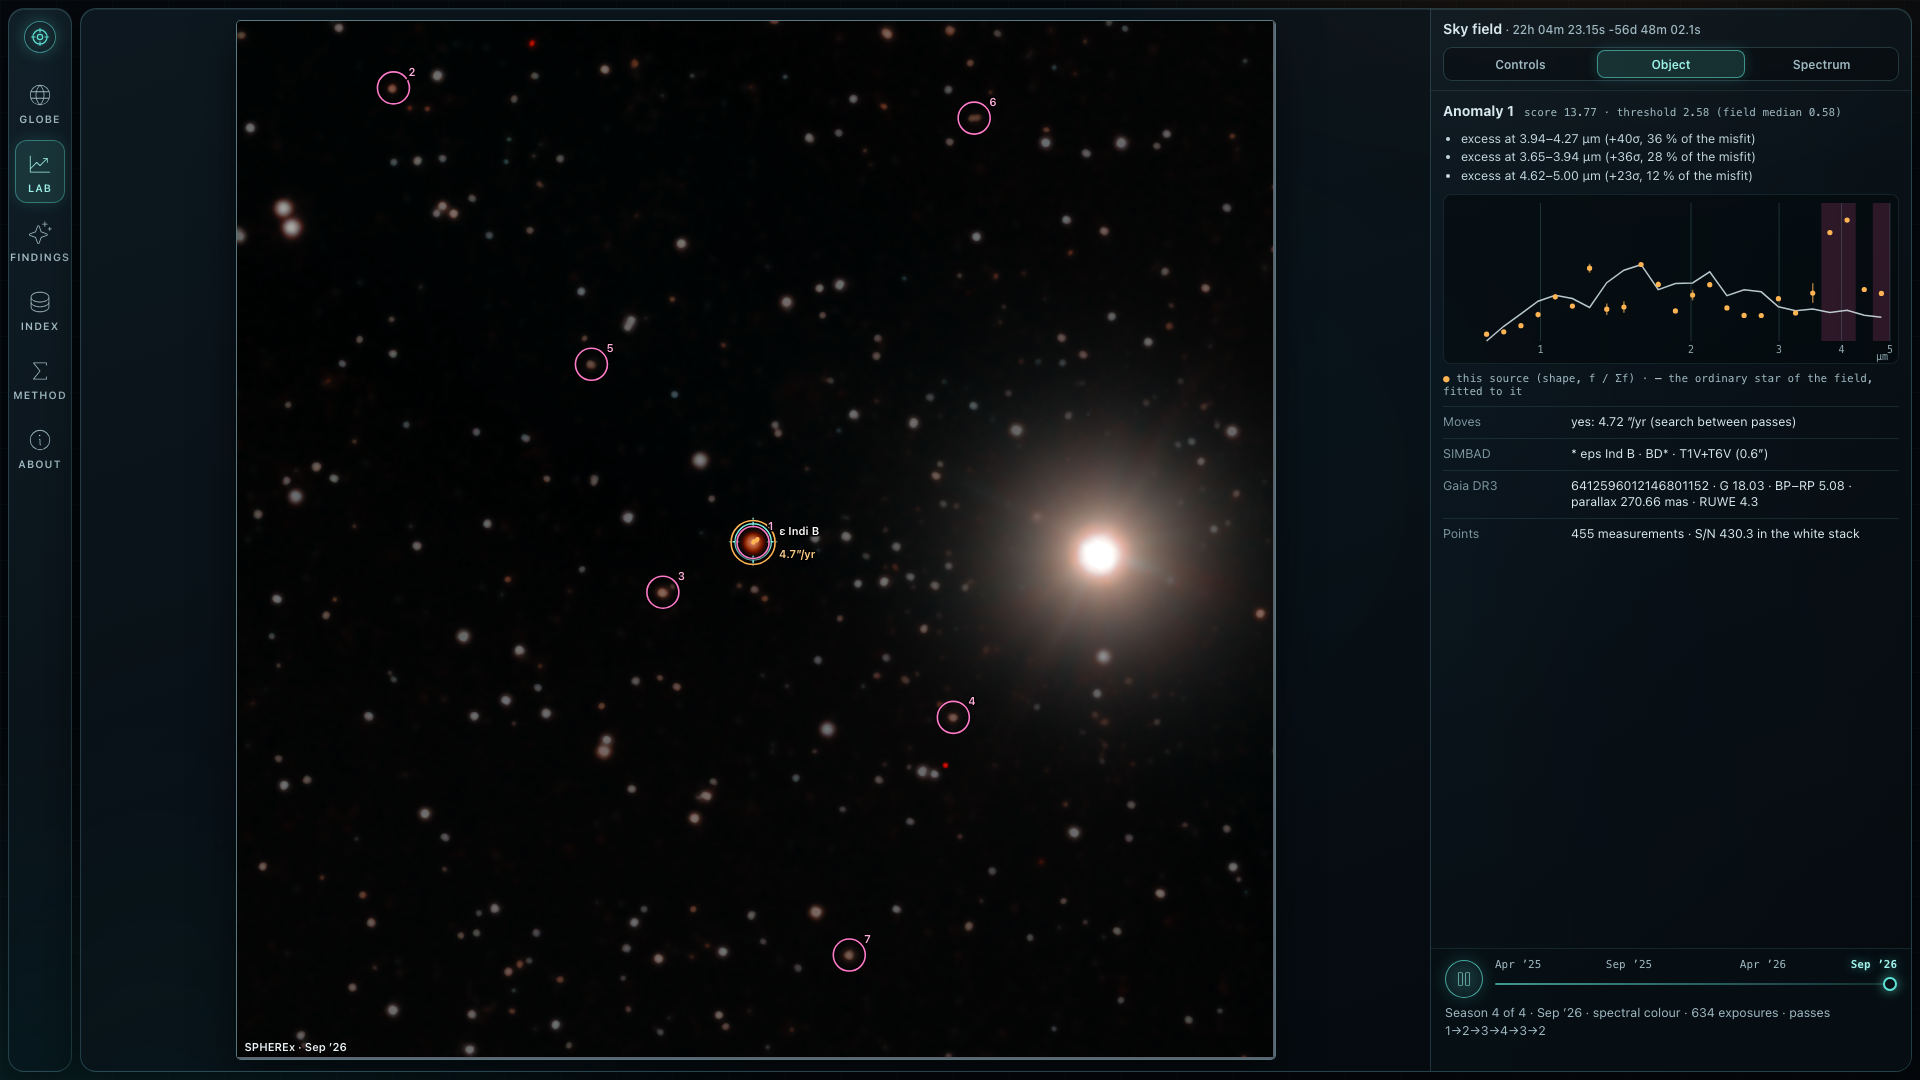 GLOBE
LAB
FINDINGS
INDEX
METHOD
ABOUT
2
6
5
1
ε Indi B
4.7″/yr
3
4
7
SPHEREx · Sep ’26
Sky field · 22h 04m 23.15s -56d 48m 02.1s
Controls
Object
Spectrum
Anomaly 1 score 13.77 · threshold 2.58 (field median 0.58)
• excess at 3.94–4.27 µm (+40σ, 36 % of the misfit)
• excess at 3.65–3.94 µm (+36σ, 28 % of the misfit)
• excess at 4.62–5.00 µm (+23σ, 12 % of the misfit)
1 2 3 4 5
µm
● this source (shape, f / Σf) · — the ordinary star of the field,
fitted to it
Moves yes: 4.72 ″/yr (search between passes)
SIMBAD * eps Ind B · BD* · T1V+T6V (0.6″)
Gaia DR3 6412596012146801152 · G 18.03 · BP−RP 5.08 ·
parallax 270.66 mas · RUWE 4.3
Points 455 measurements · S/N 430.3 in the white stack
Apr ’25 Sep ’25 Apr ’26 Sep ’26
Season 4 of 4 · Sep ’26 · spectral colour · 634 exposures · passes
1→2→3→4→3→2